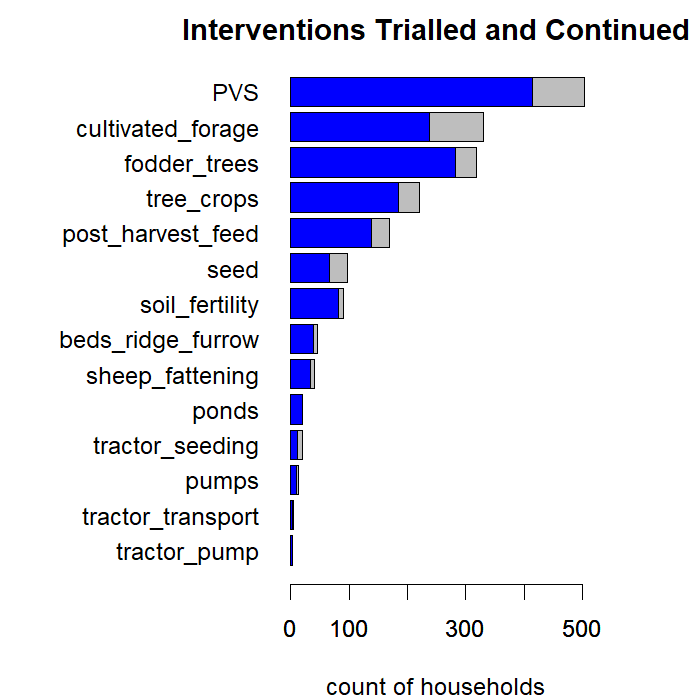 Interventions Trialled and Continued
PVS
cultivated_forage
fodder_trees
tree_crops
post_harvest_feed
seed
soil_fertility
beds_ridge_furrow
sheep_fattening
ponds
tractor_seeding
pumps
tractor_transport
tractor_pump
0 100 300 500
count of households